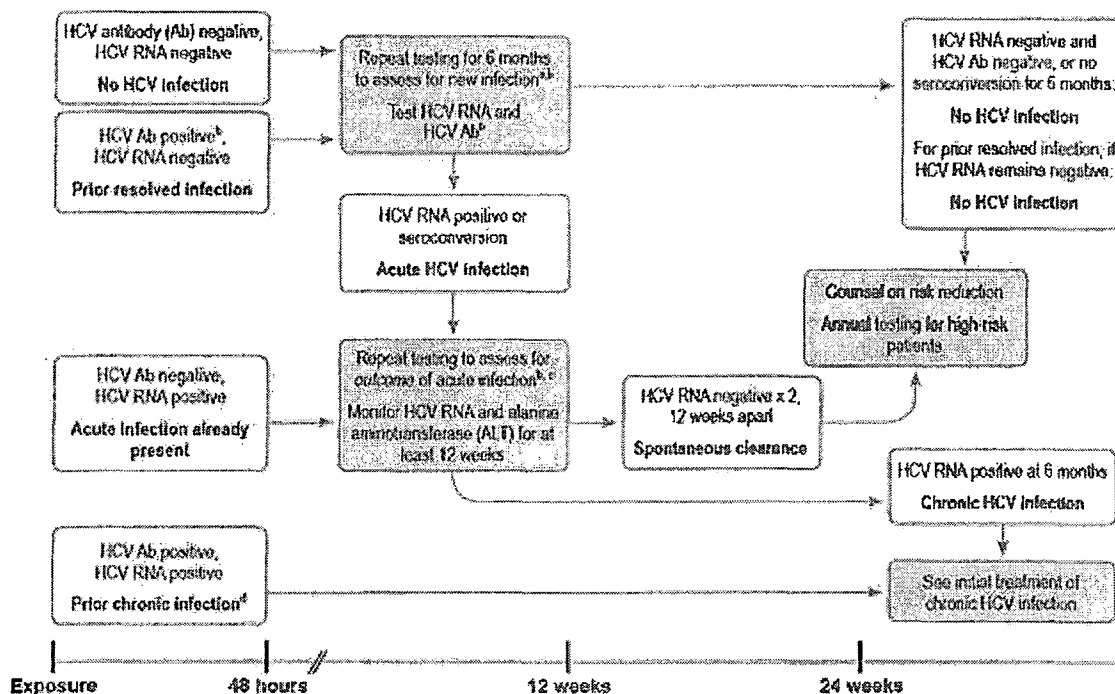 HCV antibody (Ab) negative,
HCV RNA negative
No HCV infection
HCV Ab positive^b,
HCV RNA negative
Prior resolved infection
Repeat testing for 6 months
to assess for new infection^a,b
Test HCV RNA and
HCV Ab^b
HCV RNA negative and
HCV Ab negative, or no
seroconversion for 6 months:
No HCV infection
For prior resolved infection, if
HCV RNA remains negative:
No HCV infection
HCV RNA positive or
seroconversion
Acute HCV infection
Counsel on risk reduction
Annual testing for high-risk
patients
HCV Ab negative,
HCV RNA positive
Acute infection already
present
Repeat testing to assess for
outcome of acute infection^b,c
Monitor HCV RNA and alanine
aminotransferase (ALT) for at
least 12 weeks
HCV RNA negative x 2,
12 weeks apart
Spontaneous clearance
HCV RNA positive at 6 months
Chronic HCV infection
HCV Ab positive,
HCV RNA positive
Prior chronic infection^d
See initial treatment of
chronic HCV infection
Exposure
48 hours
12 weeks
24 weeks